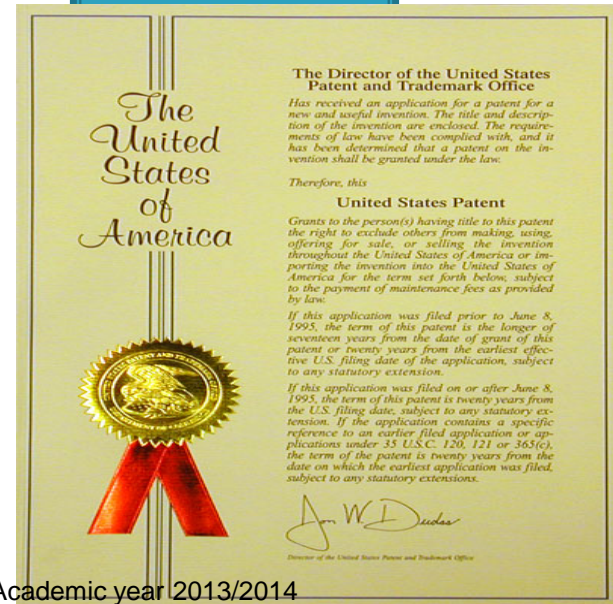 The
United
States
of
America
The Director of the United States
Patent and Trademark Office
Has received an application for a patent for a
new and useful invention. The title and descrip-
tion of the invention are enclosed. The require-
ments of law have been complied with, and it
has been determined that a patent on the in-
vention shall be granted under the law.
Therefore, this
United States Patent
Grants to the person(s) having title to this patent
the right to exclude others from making, using,
offering for sale, or selling the invention
throughout the United States of America or im-
porting the invention into the United States of
America for the term set forth below, subject
to the payment of maintenance fees as provided
by law.
If this application was filed prior to June 8,
1995, the term of this patent is the longer of
seventeen years from the date of grant of this
patent or twenty years from the earliest effec-
tive U.S. filing date of the application, subject
to any statutory extension.
If this application was filed on or after June 8,
1995, the term of this patent is twenty years from
the U.S. filing date, subject to any statutory ex-
tension. If the application contains a specific
reference to an earlier filed application or ap-
plications under 35 U.S.C. 120, 121 or 365(c),
the term of the patent is twenty years from the
date on which the earliest application was filed,
subject to any statutory extensions.
Jon W. Dudas
Director of the United States Patent and Trademark Office
Academic year 2013/2014